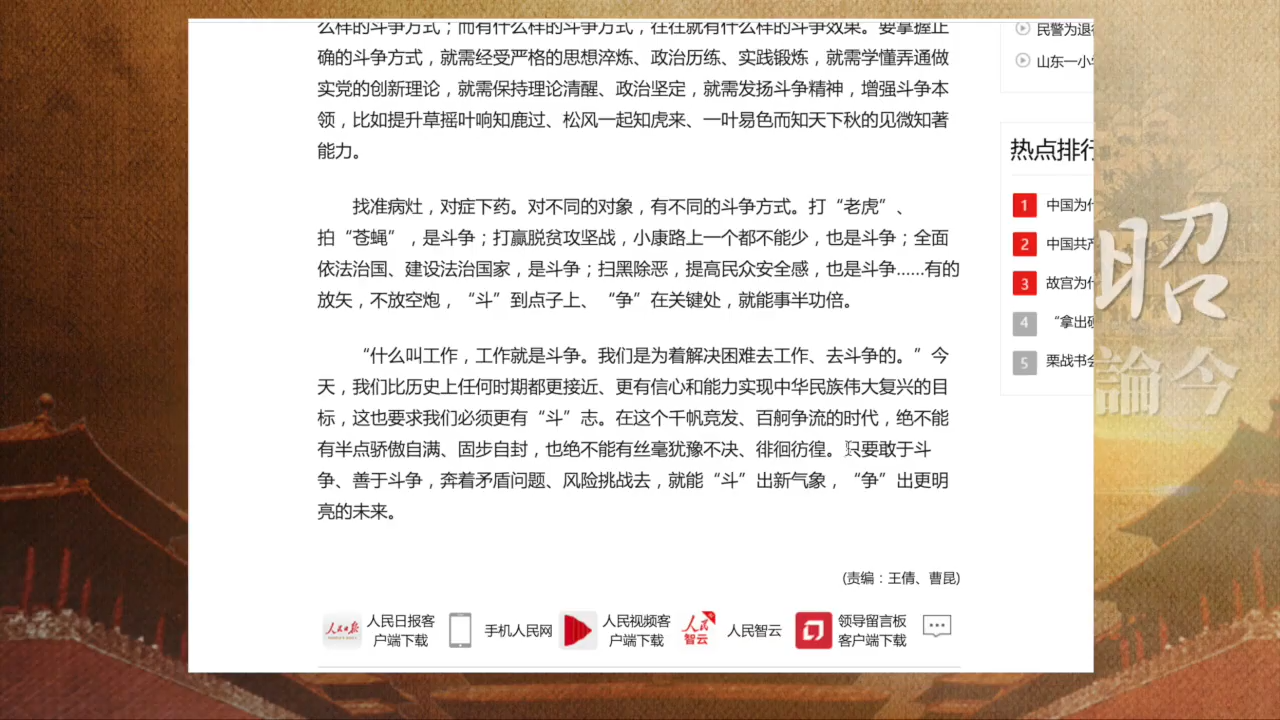 么样的斗争方式；而有什么样的斗争方式，往往就有什么样的斗争效果。要掌握正
确的斗争方式，就需经受严格的思想淬炼、政治历练、实践锻炼，就需学懂弄通做
实党的创新理论，就需保持理论清醒、政治坚定，就需发扬斗争精神，增强斗争本
领，比如提升草摇叶响知鹿过、松风一起知虎来、一叶易色而知天下秋的见微知著
能力。
找准病灶，对症下药。对不同的对象，有不同的斗争方式。打“老虎”、
拍“苍蝇”，是斗争；打赢脱贫攻坚战，小康路上一个都不能少，也是斗争；全面
依法治国、建设法治国家，是斗争；扫黑除恶，提高民众安全感，也是斗争......有的
放矢，不放空炮，“斗”到点子上、“争”在关键处，就能事半功倍。
“什么叫工作，工作就是斗争。我们是为着解决困难去工作、去斗争的。”今
天，我们比历史上任何时期都更接近、更有信心和能力实现中华民族伟大复兴的目
标，这也要求我们必须更有“斗”志。在这个千帆竞发、百舸争流的时代，绝不能
有半点骄傲自满、固步自封，也绝不能有丝毫犹豫不决、徘徊彷徨。只要敢于斗
争、善于斗争，奔着矛盾问题、风险挑战去，就能“斗”出新气象，“争”出更明
亮的未来。
(责编：王倩、曹昆)
人民日报客
户端下载
手机人民网
人民视频客
户端下载
人民智云
领导留言板
客户端下载
人民日报
人民
智云
民警为退
山东一小
热点排行
1 中国为什
2 中国共产
3 故宫为什
4 “拿出硬
5 栗战书会
昭
論今